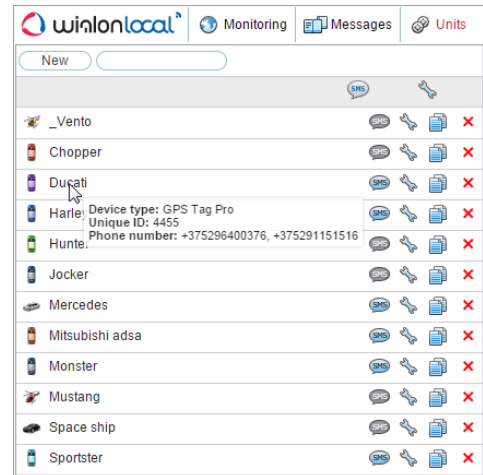 wialonlocal Monitoring Messages Units
New
SMS
_Vento SMS
Chopper SMS
Ducati SMS
Device type: GPS Tag Pro
Harley SMS
Unique ID: 4455
Phone number: +375296400376, +375291151516
Hunte SMS
Jocker SMS
Mercedes SMS
Mitsubishi adsa SMS
Monster SMS
Mustang SMS
Space ship SMS
Sportster SMS